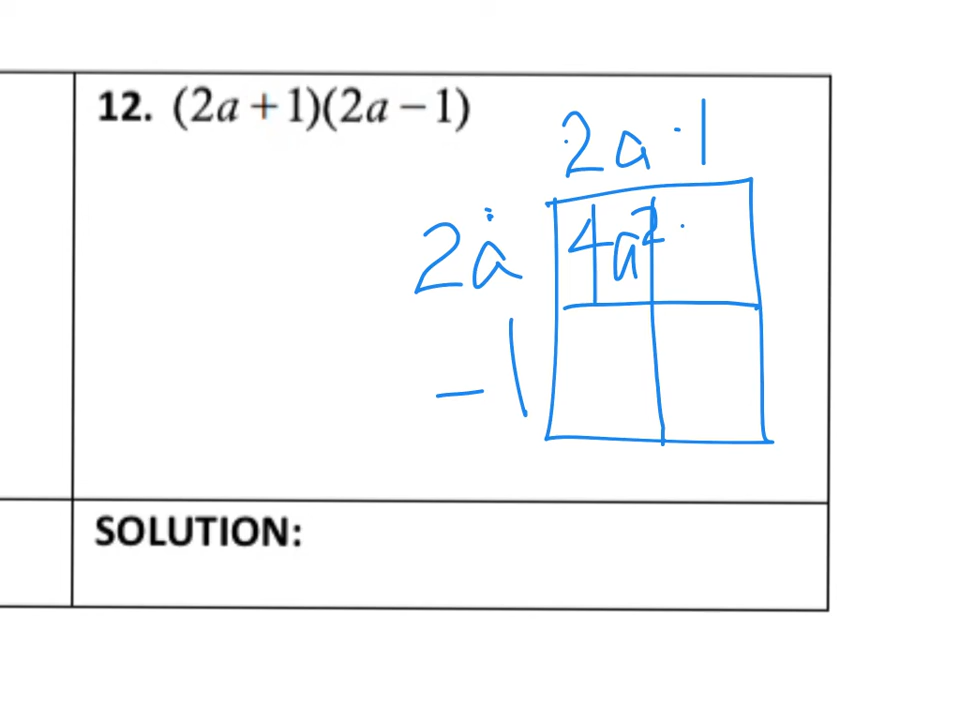 12. (2a + 1)(2a − 1)
2a · 1
2a 4a²
− 1
SOLUTION: